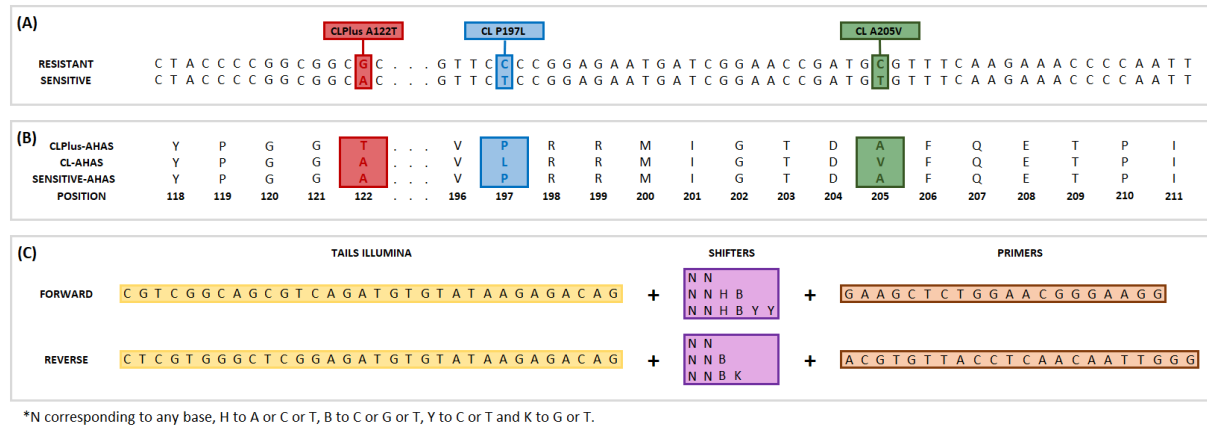 (A)
CLPlus A122T CL P197L CL A205V
RESISTANT C T A C C C C G G C G G C G C . . . G T T C C C C G G A G A A T G A T C G G A A C C G A T G C G T T T C A A G A A A C C C C A A T T
SENSITIVE C T A C C C C G G C G G C A C . . . G T T C T C C G G A G A A T G A T C G G A A C C G A T G T G T T T C A A G A A A C C C C A A T T
(B)
CLPlus-AHAS Y P G G T . . . V P R R M I G T D A F Q E T P I
CL-AHAS Y P G G A . . . V L R R M I G T D V F Q E T P I
SENSITIVE-AHAS Y P G G A . . . V P R R M I G T D A F Q E T P I
POSITION 118 119 120 121 122 . . . 196 197 198 199 200 201 202 203 204 205 206 207 208 209 210 211
(C)
TAILS ILLUMINA SHIFTERS PRIMERS
N N
FORWARD C G T C G G C A G C G T C A G A T G T G T A T A A G A G A C A G + N N H B + G A A G C T C T G G A A C G G G A A G G
N N H B Y Y
N N
REVERSE C T C G T G G G C T C G G A G A T G T G T A T A A G A G A C A G + N N B + A C G T G T T A C C T C A A C A A T T G G G
N N B K
*N corresponding to any base, H to A or C or T, B to C or G or T, Y to C or T and K to G or T.